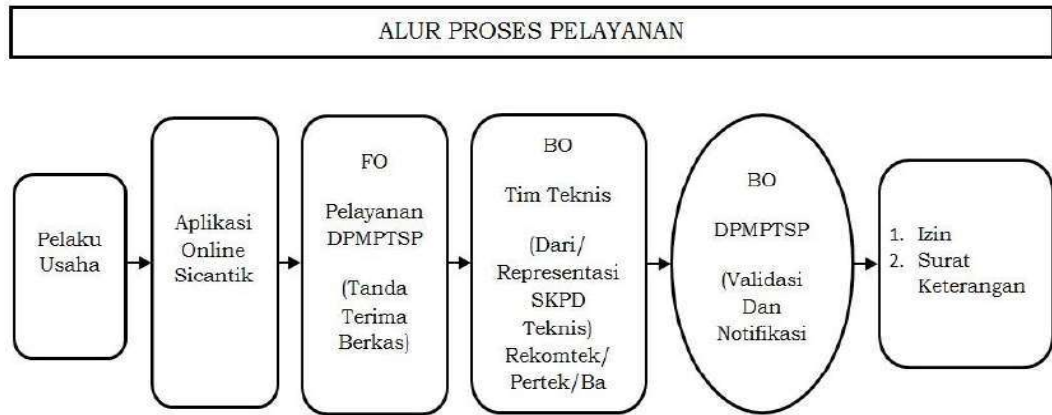 ALUR PROSES PELAYANAN
Pelaku
Usaha
Aplikasi
Online
Sicantik
FO
Pelayanan
DPMPTSP
(Tanda
Terima
Berkas)
BO
Tim Teknis
(Dari/
Representasi
SKPD
Teknis)
Rekomtek/
Pertek/Ba
BO
DPMPTSP
(Validasi
Dan
Notifikasi
1. Izin
2. Surat
Keterangan